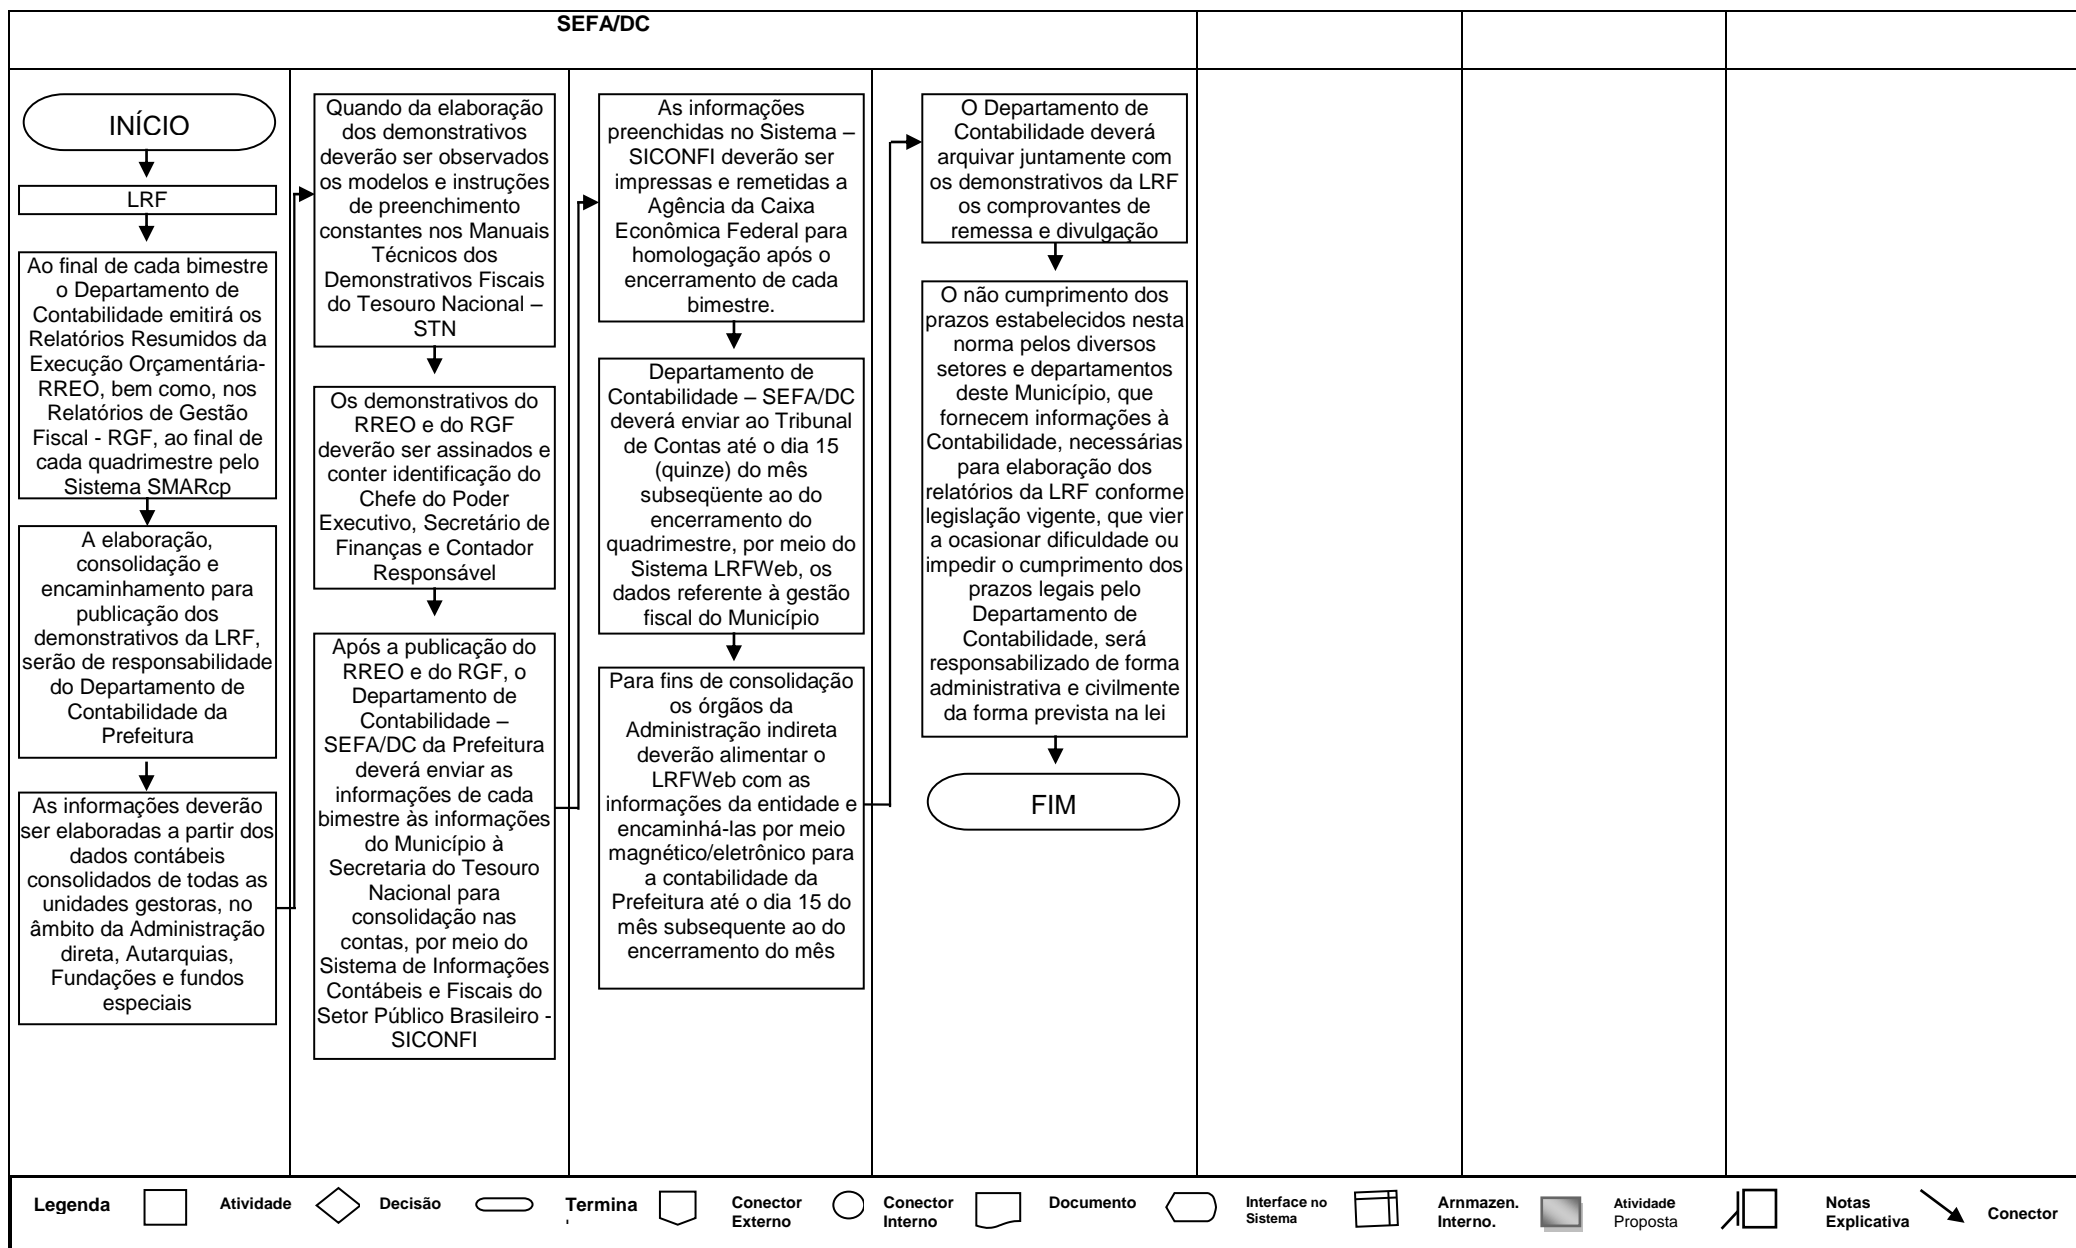 SEFA/DC
INÍCIO
LRF
Ao final de cada bimestre
o Departamento de
Contabilidade emitirá os
Relatórios Resumidos da
Execução Orçamentária-
RREO, bem como, nos
Relatórios de Gestão
Fiscal - RGF, ao final de
cada quadrimestre pelo
Sistema SMARcp
A elaboração,
consolidação e
encaminhamento para
publicação dos
demonstrativos da LRF,
serão de responsabilidade
do Departamento de
Contabilidade da
Prefeitura
As informações deverão
ser elaboradas a partir dos
dados contábeis
consolidados de todas as
unidades gestoras, no
âmbito da Administração
direta, Autarquias,
Fundações e fundos
especiais
Quando da elaboração
dos demonstrativos
deverão ser observados
os modelos e instruções
de preenchimento
constantes nos Manuais
Técnicos dos
Demonstrativos Fiscais
do Tesouro Nacional –
STN
Os demonstrativos do
RREO e do RGF
deverão ser assinados e
conter identificação do
Chefe do Poder
Executivo, Secretário de
Finanças e Contador
Responsável
Após a publicação do
RREO e do RGF, o
Departamento de
Contabilidade –
SEFA/DC da Prefeitura
deverá enviar as
informações de cada
bimestre às informações
do Município à
Secretaria do Tesouro
Nacional para
consolidação nas
contas, por meio do
Sistema de Informações
Contábeis e Fiscais do
Setor Público Brasileiro -
SICONFI
As informações
preenchidas no Sistema –
SICONFI deverão ser
impressas e remetidas a
Agência da Caixa
Econômica Federal para
homologação após o
encerramento de cada
bimestre.
Departamento de
Contabilidade – SEFA/DC
deverá enviar ao Tribunal
de Contas até o dia 15
(quinze) do mês
subseqüente ao do
encerramento do
quadrimestre, por meio do
Sistema LRFWeb, os
dados referente à gestão
fiscal do Município
Para fins de consolidação
os órgãos da
Administração indireta
deverão alimentar o
LRFWeb com as
informações da entidade e
encaminhá-las por meio
magnético/eletrônico para
a contabilidade da
Prefeitura até o dia 15 do
mês subsequente ao do
encerramento do mês
O Departamento de
Contabilidade deverá
arquivar juntamente com
os demonstrativos da LRF
os comprovantes de
remessa e divulgação
O não cumprimento dos
prazos estabelecidos nesta
norma pelos diversos
setores e departamentos
deste Município, que
fornecem informações à
Contabilidade, necessárias
para elaboração dos
relatórios da LRF conforme
legislação vigente, que vier
a ocasionar dificuldade ou
impedir o cumprimento dos
prazos legais pelo
Departamento de
Contabilidade, será
responsabilizado de forma
administrativa e civilmente
da forma prevista na lei
FIM
Legenda
Atividade
Decisão
Termina
Conector
Externo
Conector
Interno
Documento
Interface no
Sistema
Arnmazen.
Interno.
Atividade
Proposta
Notas
Explicativa
Conector